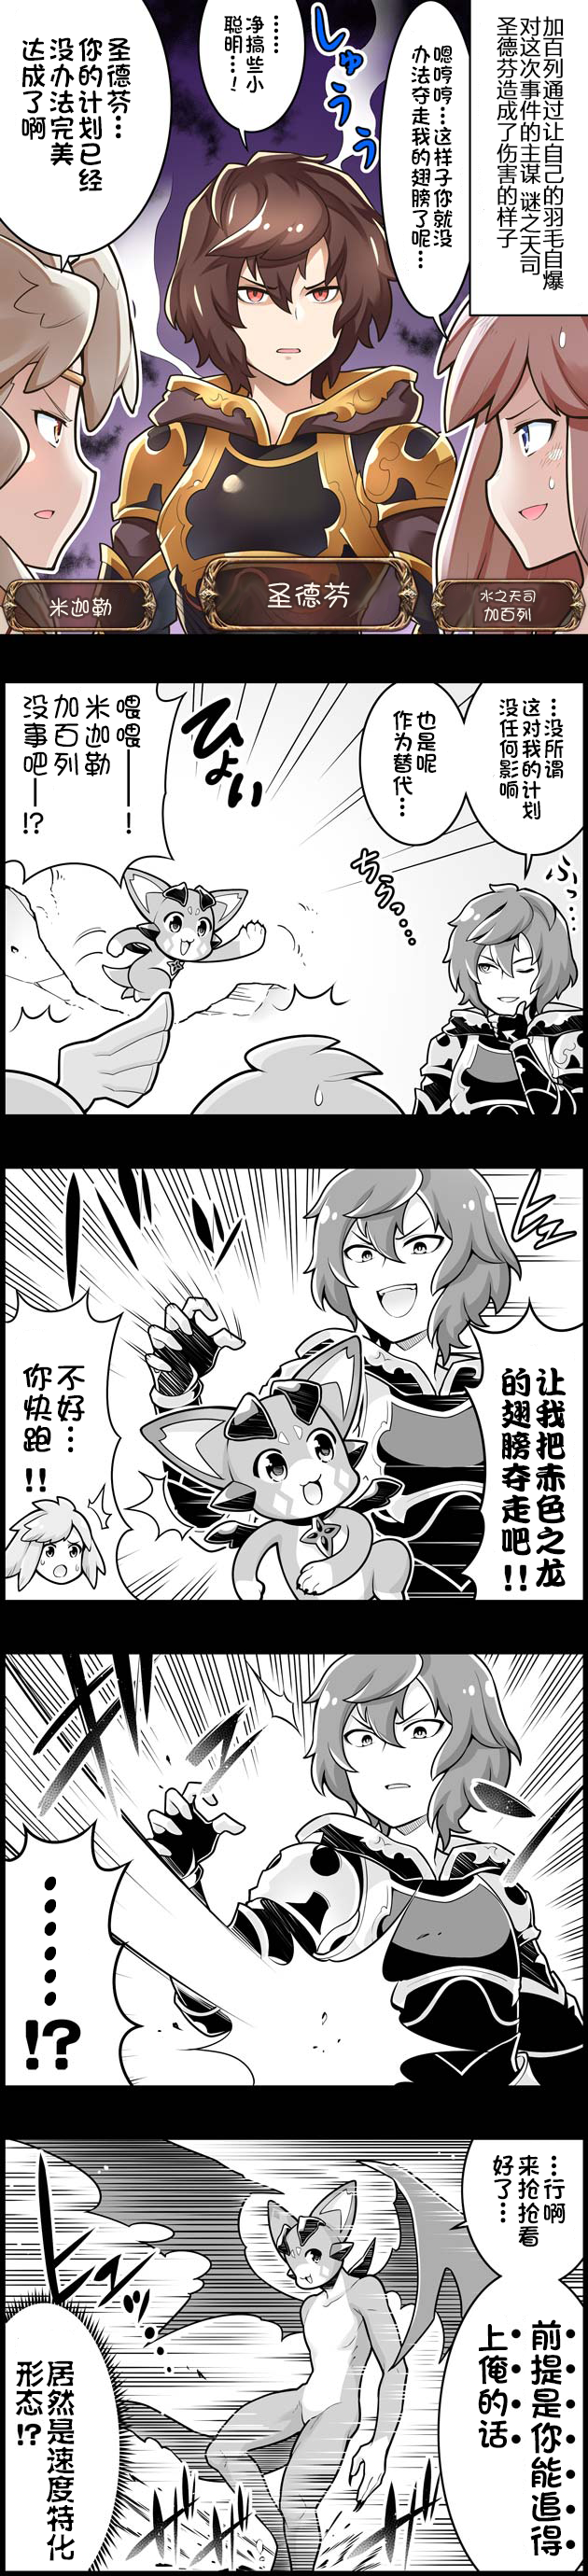 加百列通过让自己的羽毛自爆
对这次事件的主谋 谜之天司
圣德芬造成了伤害的样子
嗯哼哼…这样子你就没
办法夺走我的翅膀了呢…
しゅうぅ
……
净搞些小
聪明…！
圣德芬…
你的计划已经
没办法完美
达成了啊
米迦勒
圣德芬
水之天司
加百列
…没所谓
这对我的计划
没任何影响
也是呢
作为替代…
ふっ…
ちらっ…
ひょい
喂喂——！
米迦勒
加百列
没事吧—!?
让我把赤色之龙
的翅膀夺走吧!!
不好…
你快跑!!
……!?
…行啊
来抢抢看
好了…
前提是你能追得
上俺的话
居然是速度特化
形态!?